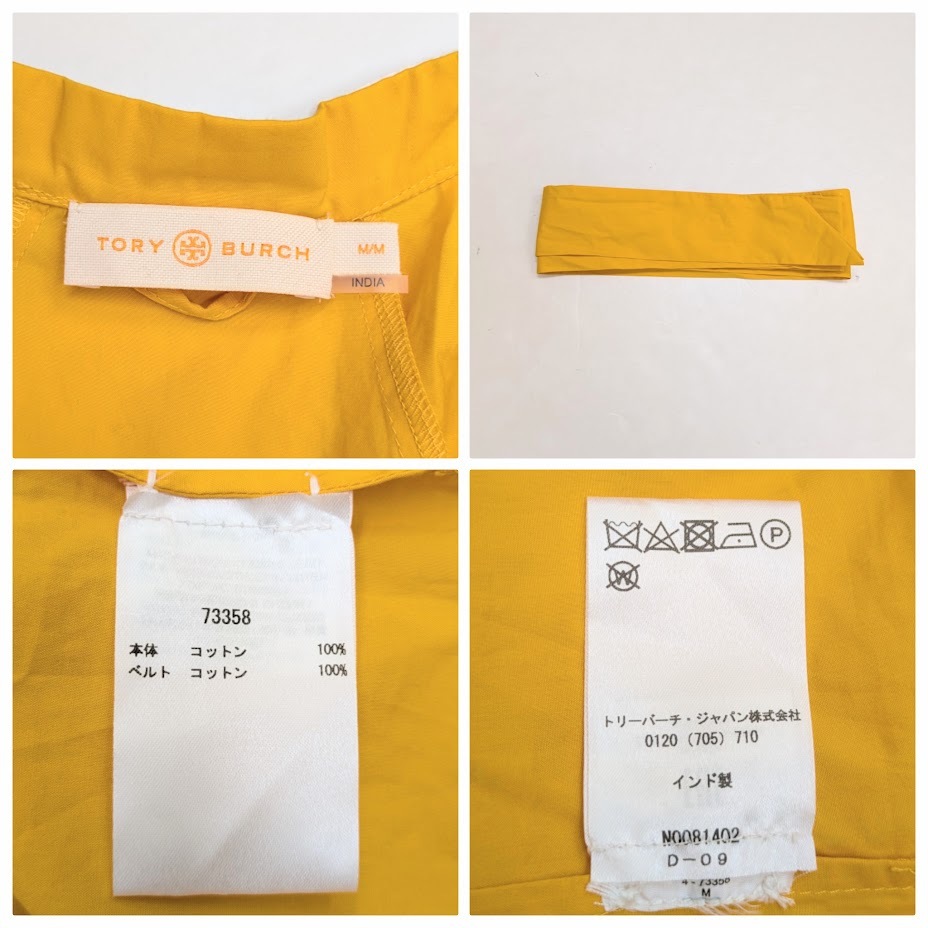 TORY BURCH M/M
INDIA
73358
本体 コットン 100%
ベルト コットン 100%
P
W
トリーバーチ・ジャパン株式会社
0120 (705) 710
インド製
N0081402
D-09
4-73358
M